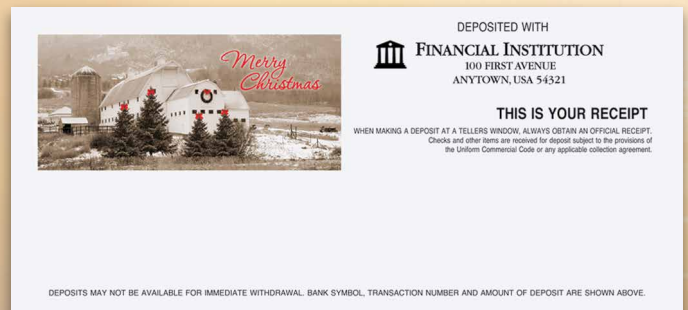 Merry
Christmas
DEPOSITED WITH
FINANCIAL INSTITUTION
100 FIRST AVENUE
ANYTOWN, USA 54321
THIS IS YOUR RECEIPT
WHEN MAKING A DEPOSIT AT A TELLERS WINDOW, ALWAYS OBTAIN AN OFFICIAL RECEIPT.
Checks and other items are received for deposit subject to the provisions of
the Uniform Commercial Code or any applicable collection agreement.
DEPOSITS MAY NOT BE AVAILABLE FOR IMMEDIATE WITHDRAWAL. BANK SYMBOL, TRANSACTION NUMBER AND AMOUNT OF DEPOSIT ARE SHOWN ABOVE.